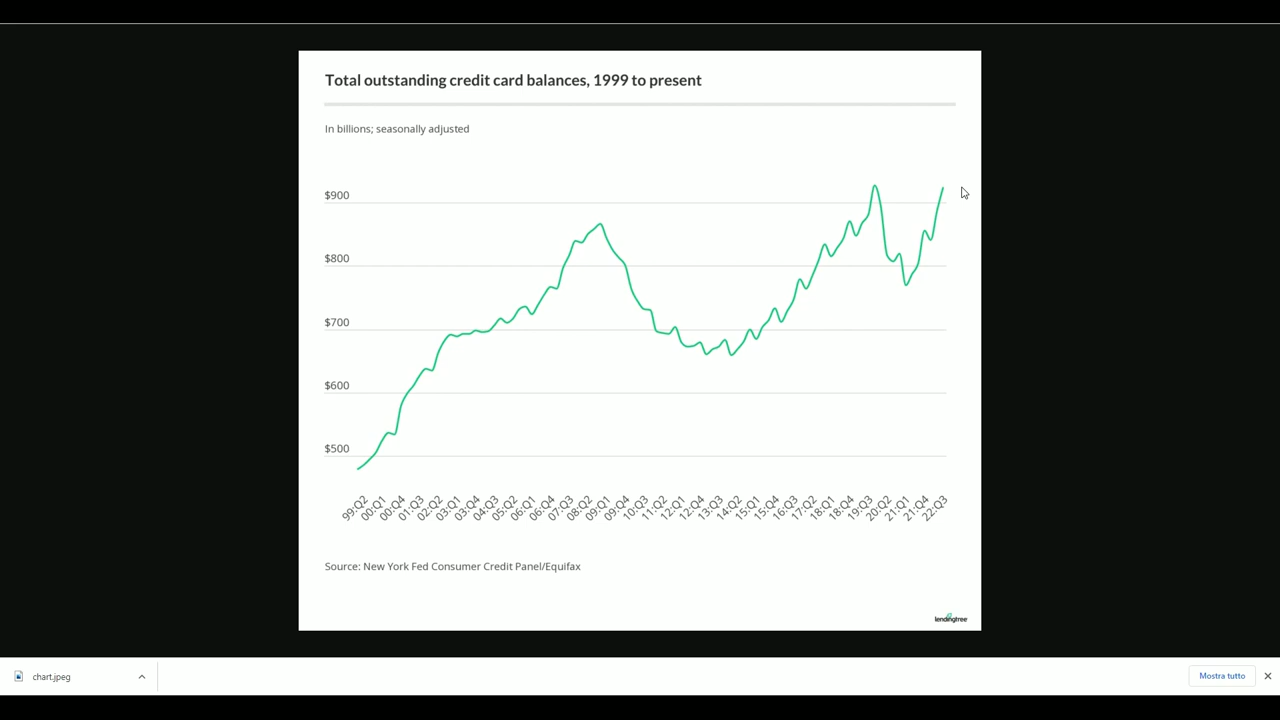 Total outstanding credit card balances, 1999 to present
In billions; seasonally adjusted
$900
$800
$700
$600
$500
99:Q2 00:Q1 00:Q4 01:Q3 02:Q2 03:Q1 03:Q4 04:Q3 05:Q2 06:Q1 06:Q4 07:Q3 08:Q2 09:Q1 09:Q4 10:Q3 11:Q2 12:Q1 12:Q4 13:Q3 14:Q2 15:Q1 15:Q4 16:Q3 17:Q2 18:Q1 18:Q4 19:Q3 20:Q2 21:Q1 21:Q4 22:Q3
Source: New York Fed Consumer Credit Panel/Equifax
lendingtree
chart.jpeg
Mostra tutto